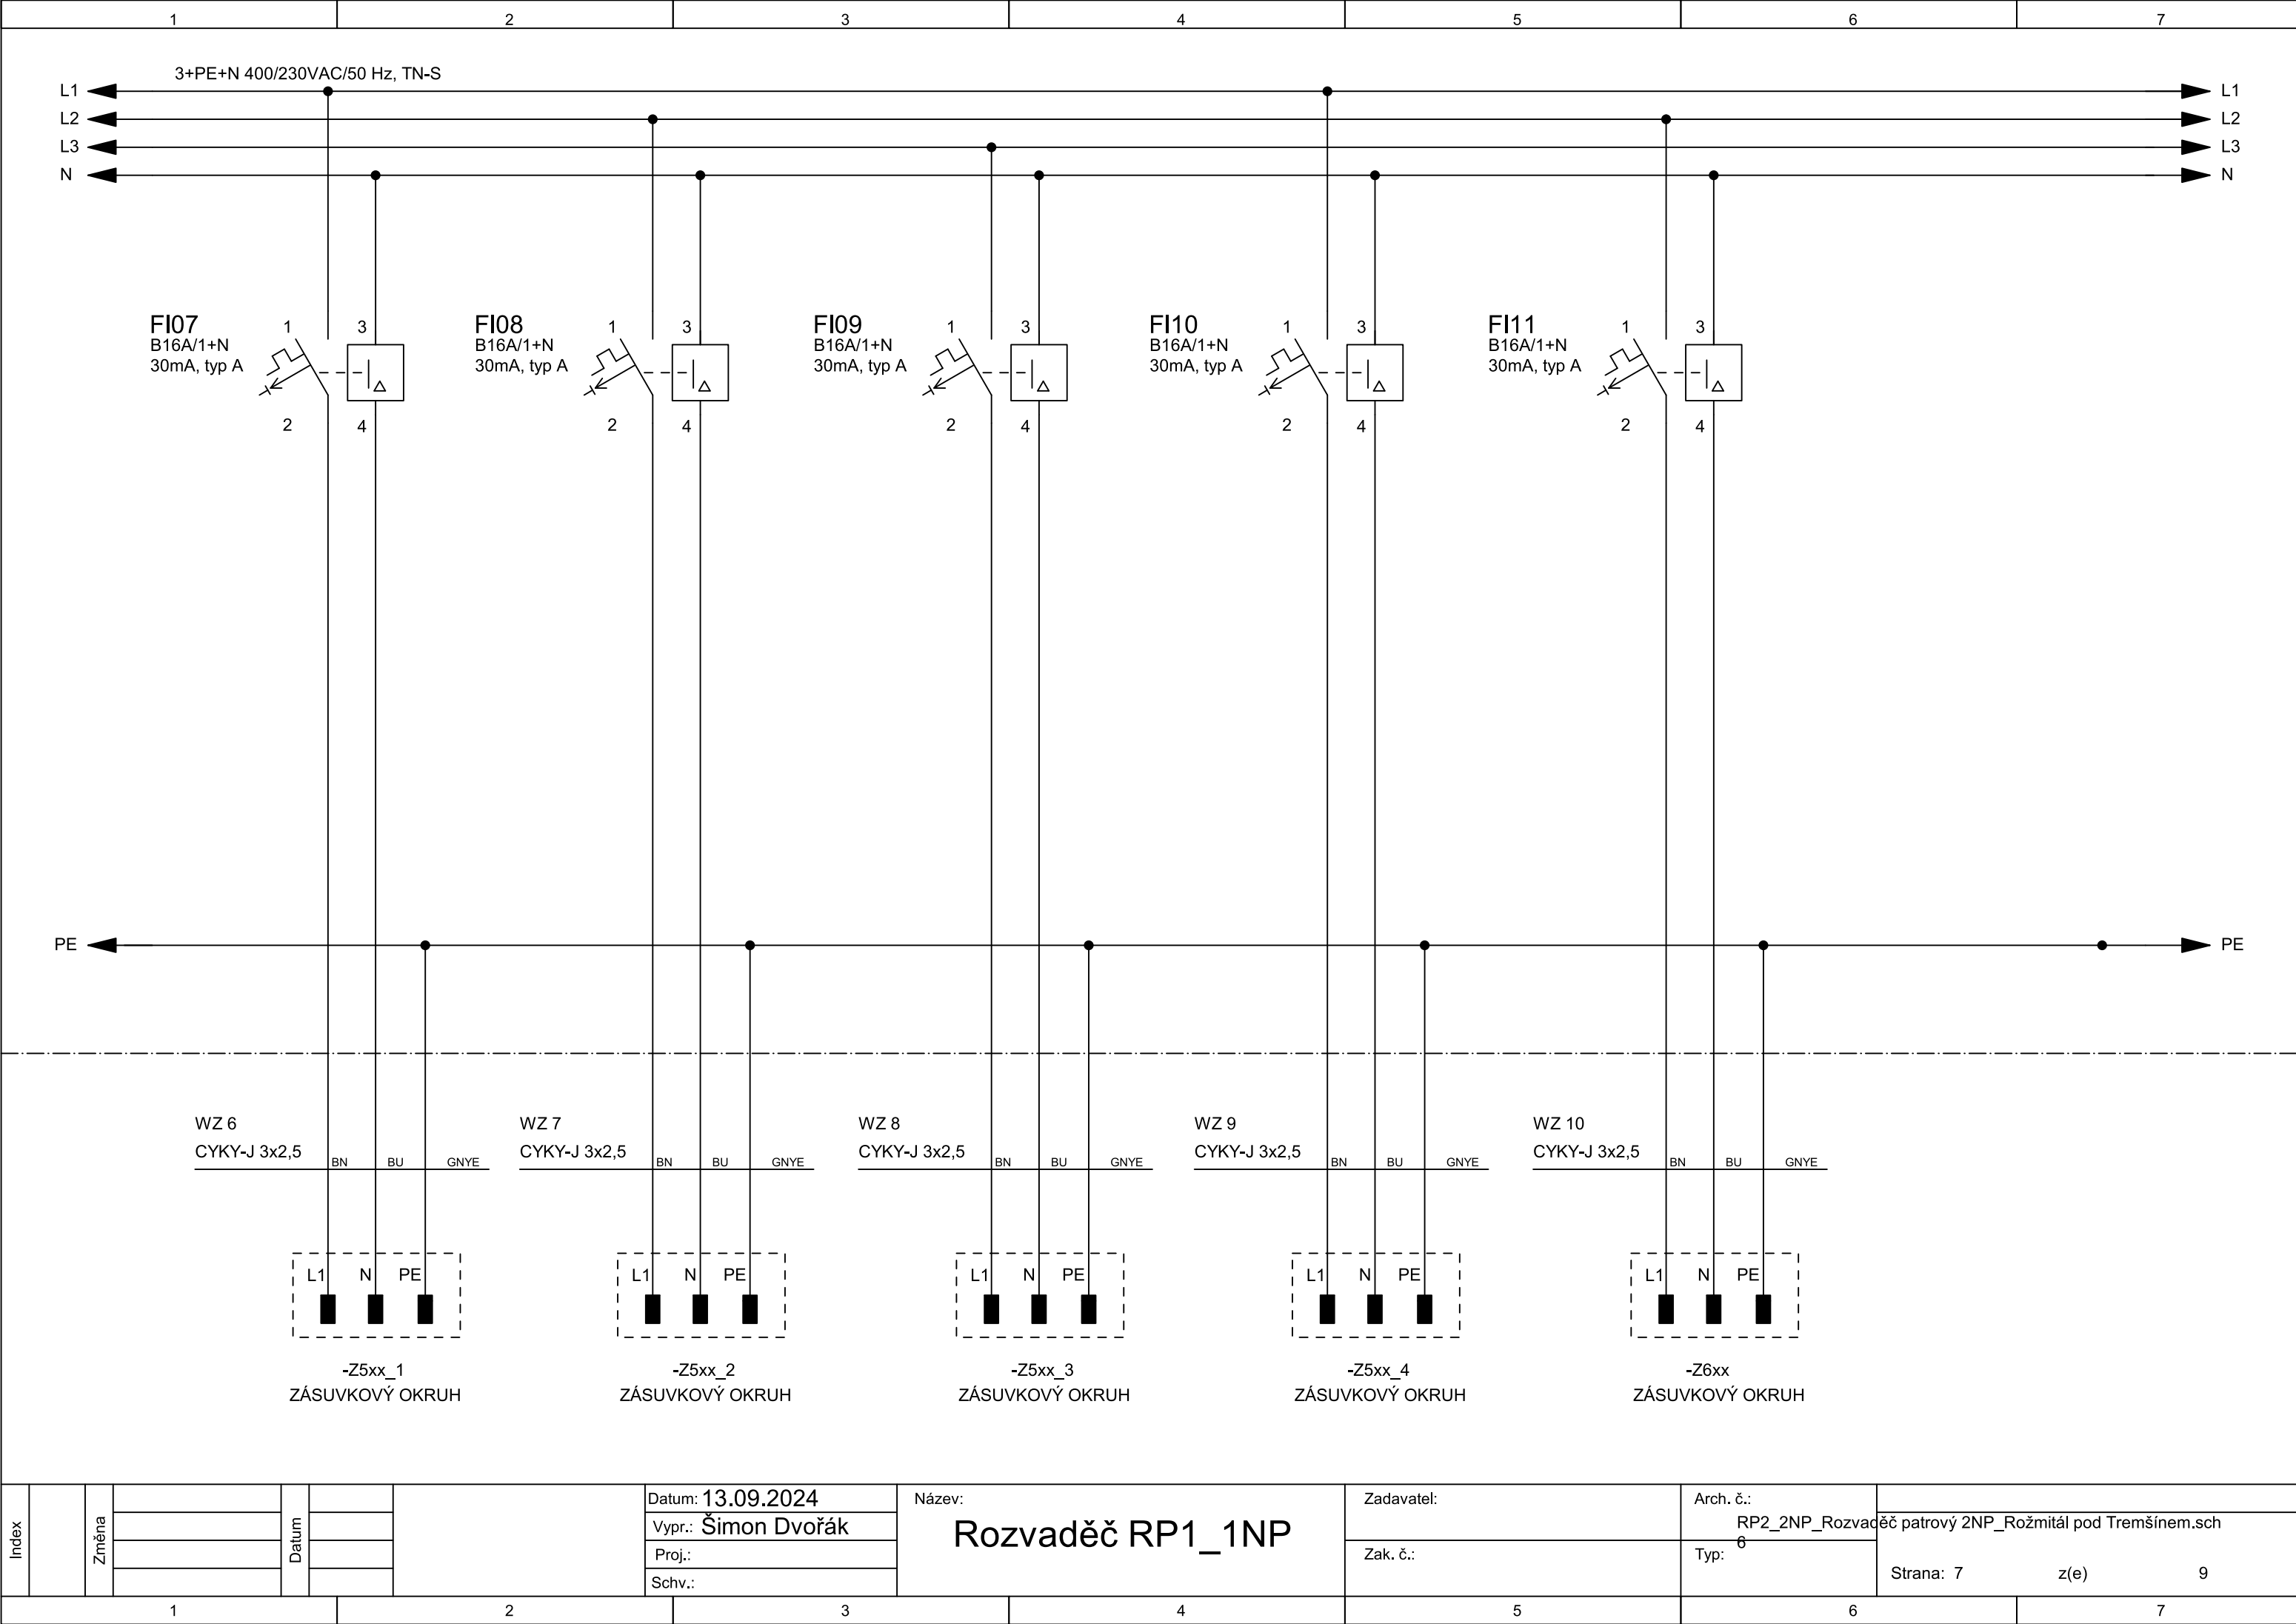 1 2 3 4 5 6 7
3+PE+N 400/230VAC/50 Hz, TN-S
L1 L1
L2 L2
L3 L3
N N
FI07
B16A/1+N
30mA, typ A
1 3
2 4
FI08
B16A/1+N
30mA, typ A
1 3
2 4
FI09
B16A/1+N
30mA, typ A
1 3
2 4
FI10
B16A/1+N
30mA, typ A
1 3
2 4
FI11
B16A/1+N
30mA, typ A
1 3
2 4
PE PE
WZ 6
CYKY-J 3x2,5
BN BU GNYE
WZ 7
CYKY-J 3x2,5
BN BU GNYE
WZ 8
CYKY-J 3x2,5
BN BU GNYE
WZ 9
CYKY-J 3x2,5
BN BU GNYE
WZ 10
CYKY-J 3x2,5
BN BU GNYE
L1 N PE
-Z5xx_1
ZÁSUVKOVÝ OKRUH
L1 N PE
-Z5xx_2
ZÁSUVKOVÝ OKRUH
L1 N PE
-Z5xx_3
ZÁSUVKOVÝ OKRUH
L1 N PE
-Z5xx_4
ZÁSUVKOVÝ OKRUH
L1 N PE
-Z6xx
ZÁSUVKOVÝ OKRUH
Index
Změna
Datum
Datum: 13.09.2024
Vypr.: Šimon Dvořák
Proj.:
Schv.:
Název:
Rozvaděč RP1_1NP
Zadavatel:
Zak. č.:
Arch. č.:
RP2_2NP_Rozvaděč patrový 2NP_Rožmitál pod Tremšínem.sch
6
Typ:
Strana: 7 z(e) 9
1 2 3 4 5 6 7